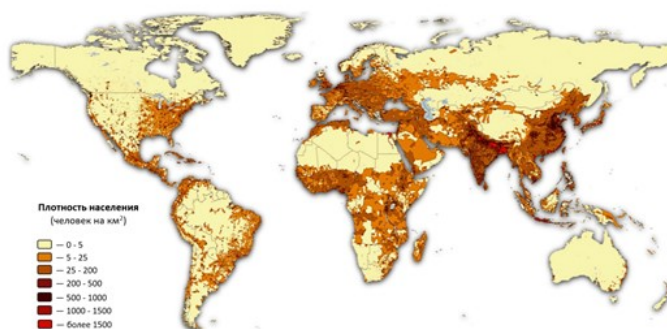 Плотность населения
(человек на км²)
— 0 - 5
— 5 - 25
— 25 - 200
— 200 - 500
— 500 - 1000
— 1000 - 1500
— более 1500